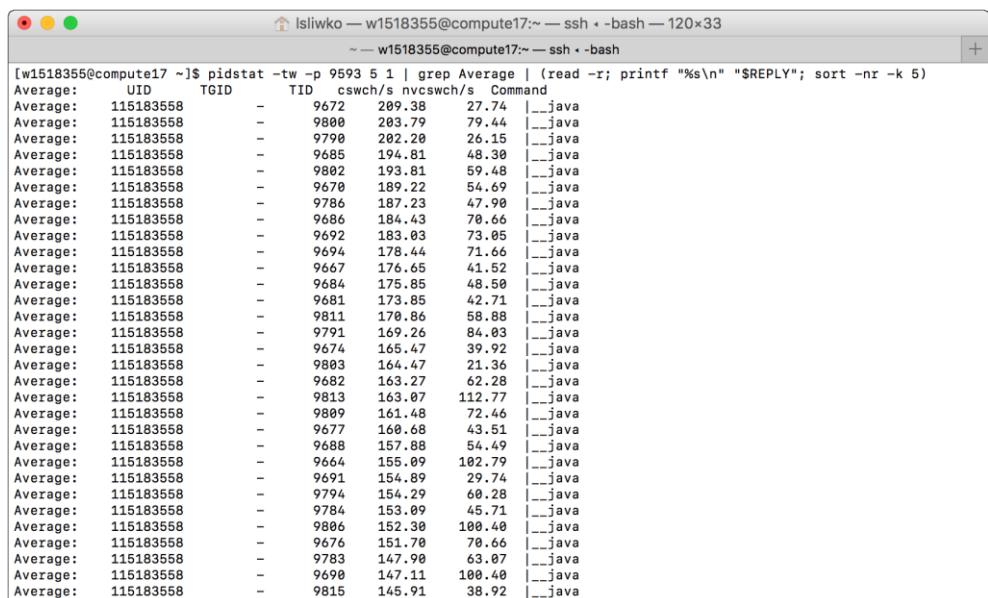 lsliwko — w1518355@compute17:~ — ssh ‹ -bash — 120×33
~ — w1518355@compute17:~ — ssh ‹ -bash
[w1518355@compute17 ~]$ pidstat -tw -p 9593 5 1 | grep Average | (read -r; printf "%s\n" "$REPLY"; sort -nr -k 5)
Average: UID TGID TID cswch/s nvcswch/s Command
Average: 115183558 - 9672 209.38 27.74 |__java
Average: 115183558 - 9800 203.79 79.44 |__java
Average: 115183558 - 9790 202.20 26.15 |__java
Average: 115183558 - 9685 194.81 48.30 |__java
Average: 115183558 - 9802 193.81 59.48 |__java
Average: 115183558 - 9670 189.22 54.69 |__java
Average: 115183558 - 9786 187.23 47.90 |__java
Average: 115183558 - 9686 184.43 70.66 |__java
Average: 115183558 - 9692 183.03 73.05 |__java
Average: 115183558 - 9694 178.44 71.66 |__java
Average: 115183558 - 9667 176.65 41.52 |__java
Average: 115183558 - 9684 175.85 48.50 |__java
Average: 115183558 - 9681 173.85 42.71 |__java
Average: 115183558 - 9811 170.86 58.88 |__java
Average: 115183558 - 9791 169.26 84.03 |__java
Average: 115183558 - 9674 165.47 39.92 |__java
Average: 115183558 - 9803 164.47 21.36 |__java
Average: 115183558 - 9682 163.27 62.28 |__java
Average: 115183558 - 9813 163.07 112.77 |__java
Average: 115183558 - 9809 161.48 72.46 |__java
Average: 115183558 - 9677 160.68 43.51 |__java
Average: 115183558 - 9688 157.88 54.49 |__java
Average: 115183558 - 9664 155.09 102.79 |__java
Average: 115183558 - 9691 154.89 29.74 |__java
Average: 115183558 - 9794 154.29 60.28 |__java
Average: 115183558 - 9784 153.09 45.71 |__java
Average: 115183558 - 9806 152.30 100.40 |__java
Average: 115183558 - 9676 151.70 70.66 |__java
Average: 115183558 - 9783 147.90 63.07 |__java
Average: 115183558 - 9690 147.11 100.40 |__java
Average: 115183558 - 9815 145.91 38.92 |__java